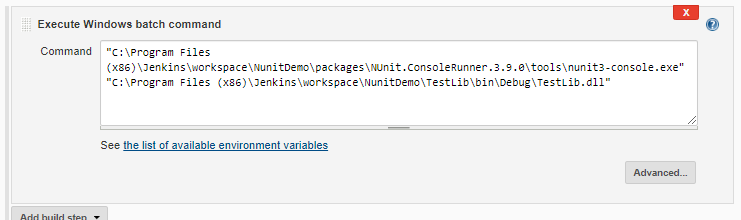 Execute Windows batch command
X
Command
"C:\Program Files
(x86)\Jenkins\workspace\NunitDemo\packages\NUnit.ConsoleRunner.3.9.0\tools\nunit3-console.exe"
"C:\Program Files (x86)\Jenkins\workspace\NunitDemo\TestLib\bin\Debug\TestLib.dll"
See the list of available environment variables
Advanced...
Add build step